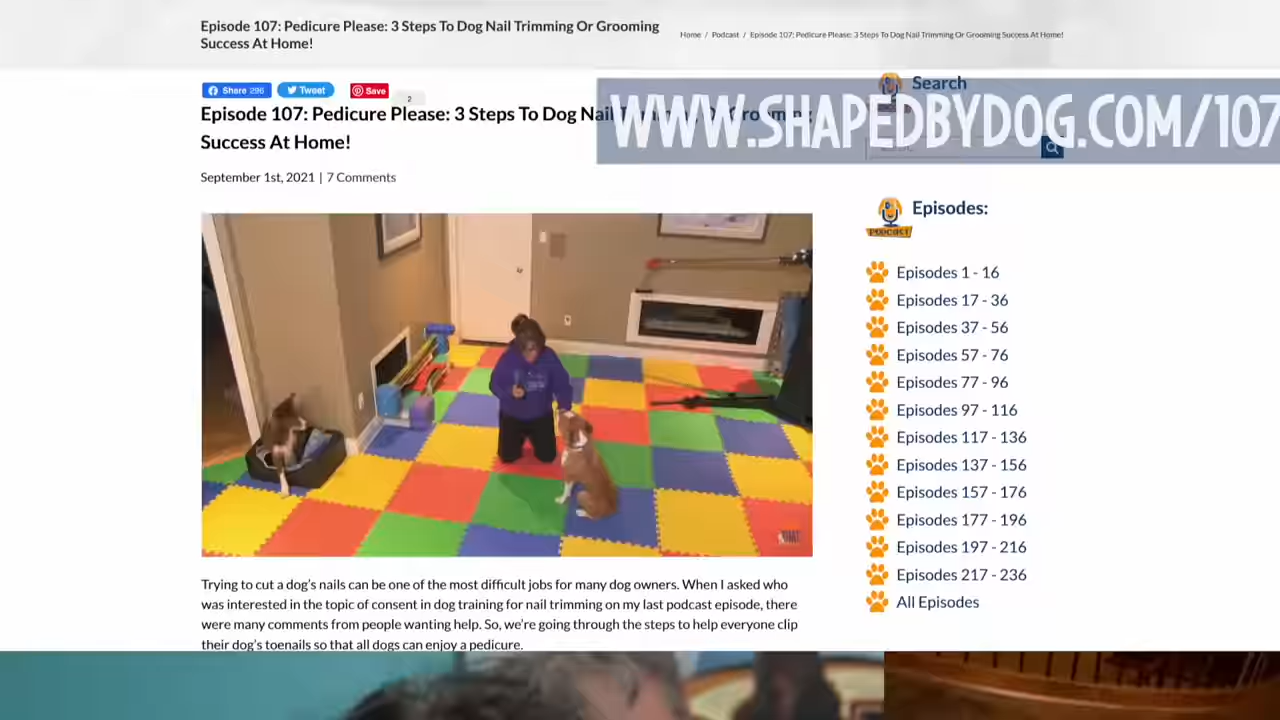 Episode 107: Pedicure Please: 3 Steps To Dog Nail Trimming Or Grooming
Success At Home!
Home / Podcast / Episode 107: Pedicure Please: 3 Steps To Dog Nail Trimming Or Grooming Success At Home!
Share 296
Tweet
Save
2
Episode 107: Pedicure Please: 3 Steps To Dog Nail Trimming Or Grooming
Success At Home!
September 1st, 2021 | 7 Comments
Search
WWW.SHAPEDBYDOG.COM/107
PODCAST
Episodes:
Episodes 1 - 16
Episodes 17 - 36
Episodes 37 - 56
Episodes 57 - 76
Episodes 77 - 96
Episodes 97 - 116
Episodes 117 - 136
Episodes 137 - 156
Episodes 157 - 176
Episodes 177 - 196
Episodes 197 - 216
Episodes 217 - 236
All Episodes
Trying to cut a dog's nails can be one of the most difficult jobs for many dog owners. When I asked who
was interested in the topic of consent in dog training for nail trimming on my last podcast episode, there
were many comments from people wanting help. So, we're going through the steps to help everyone clip
their dog's toenails so that all dogs can enjoy a pedicure.